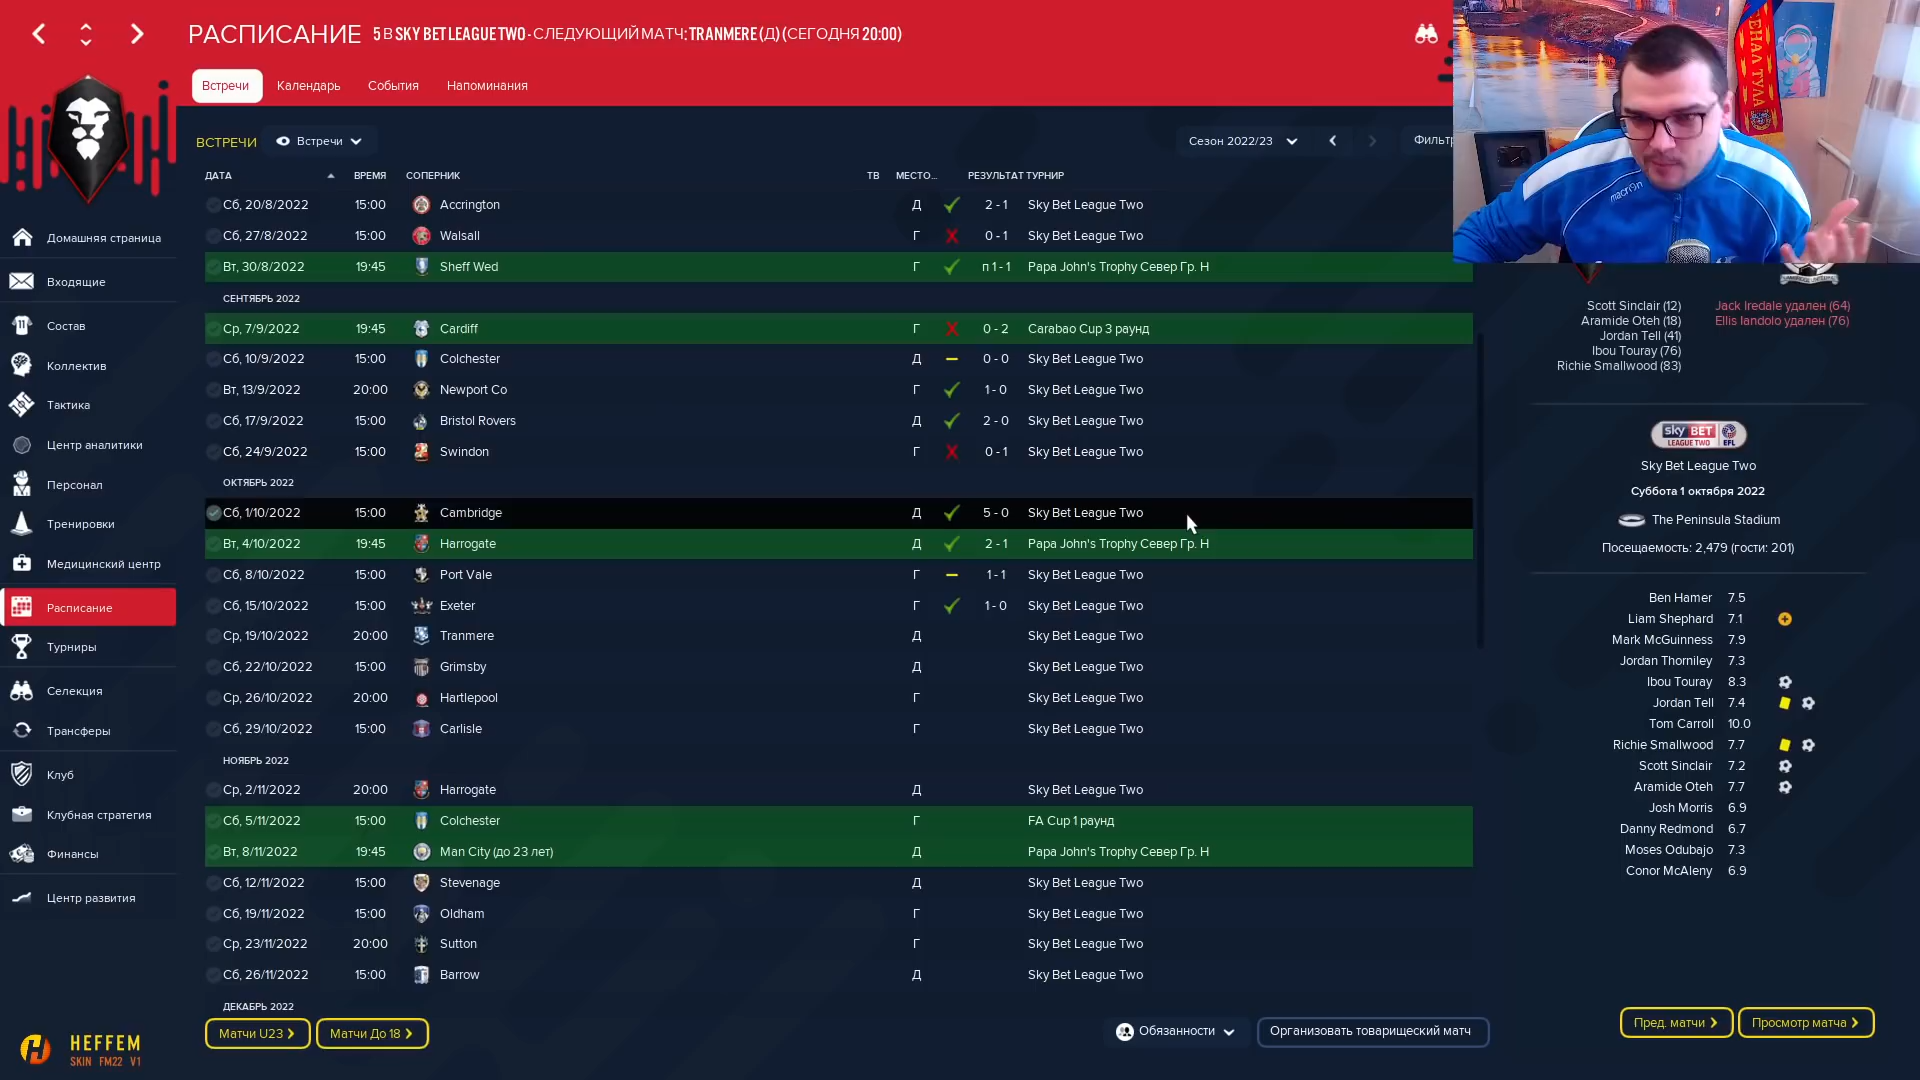 РАСПИСАНИЕ
5 В SKY BET LEAGUE TWO - СЛЕДУЮЩИЙ МАТЧ: TRANMERE (Д) (СЕГОДНЯ 20:00)
Встречи Календарь События Напоминания
ВСТРЕЧИ Встречи Сезон 2022/23 Фильтр
ДАТА ВРЕМЯ СОПЕРНИК ТВ МЕСТО... РЕЗУЛЬТАТ ТУРНИР
Сб, 20/8/2022 15:00 Accrington Д 2 - 1 Sky Bet League Two
Сб, 27/8/2022 15:00 Walsall Г 0 - 1 Sky Bet League Two
Вт, 30/8/2022 19:45 Sheff Wed Г п 1 - 1 Papa John's Trophy Север Гр. H
СЕНТЯБРЬ 2022
Ср, 7/9/2022 19:45 Cardiff Г 0 - 2 Carabao Cup 3 раунд
Сб, 10/9/2022 15:00 Colchester Д 0 - 0 Sky Bet League Two
Вт, 13/9/2022 20:00 Newport Co Г 1 - 0 Sky Bet League Two
Сб, 17/9/2022 15:00 Bristol Rovers Д 2 - 0 Sky Bet League Two
Сб, 24/9/2022 15:00 Swindon Г 0 - 1 Sky Bet League Two
ОКТЯБРЬ 2022
Сб, 1/10/2022 15:00 Cambridge Д 5 - 0 Sky Bet League Two
Вт, 4/10/2022 19:45 Harrogate Д 2 - 1 Papa John's Trophy Север Гр. H
Сб, 8/10/2022 15:00 Port Vale Г 1 - 1 Sky Bet League Two
Сб, 15/10/2022 15:00 Exeter Г 1 - 0 Sky Bet League Two
Ср, 19/10/2022 20:00 Tranmere Д Sky Bet League Two
Сб, 22/10/2022 15:00 Grimsby Д Sky Bet League Two
Ср, 26/10/2022 20:00 Hartlepool Г Sky Bet League Two
Сб, 29/10/2022 15:00 Carlisle Г Sky Bet League Two
НОЯБРЬ 2022
Ср, 2/11/2022 20:00 Harrogate Д Sky Bet League Two
Сб, 5/11/2022 15:00 Colchester Г FA Cup 1 раунд
Вт, 8/11/2022 19:45 Man City (до 23 лет) Д Papa John's Trophy Север Гр. H
Сб, 12/11/2022 15:00 Stevenage Д Sky Bet League Two
Сб, 19/11/2022 15:00 Oldham Г Sky Bet League Two
Ср, 23/11/2022 20:00 Sutton Г Sky Bet League Two
Сб, 26/11/2022 15:00 Barrow Д Sky Bet League Two
ДЕКАБРЬ 2022
Матчи U23 Матчи До 18 Обязанности Организовать товарищеский матч
Домашняя страница
Входящие
Состав
Коллектив
Тактика
Центр аналитики
Персонал
Тренировки
Медицинский центр
Расписание
Турниры
Селекция
Трансферы
Клуб
Клубная стратегия
Финансы
Центр развития
HEFFEM
SKIN FM22 V1
ЕНАЛ ТУЛА
macron
Scott Sinclair (12) Jack Iredale удален (64)
Aramide Oteh (18) Ellis Iandolo удален (76)
Jordan Tell (41)
Ibou Touray (76)
Richie Smallwood (83)
sky BET
LEAGUE TWO EFL
Sky Bet League Two
Суббота 1 октября 2022
The Peninsula Stadium
Посещаемость: 2,479 (гости: 201)
Ben Hamer 7.5
Liam Shephard 7.1
Mark McGuinness 7.9
Jordan Thorniley 7.3
Ibou Touray 8.3
Jordan Tell 7.4
Tom Carroll 10.0
Richie Smallwood 7.7
Scott Sinclair 7.2
Aramide Oteh 7.7
Josh Morris 6.9
Danny Redmond 6.7
Moses Odubajo 7.3
Conor McAleny 6.9
Пред. матчи Просмотр матча